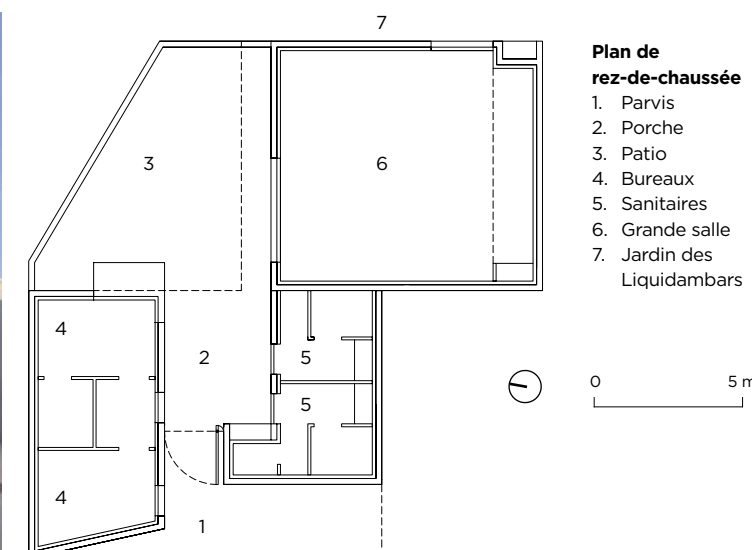 7
3
6
4
2
5
5
4
1
Plan de
rez-de-chaussée
1. Parvis
2. Porche
3. Patio
4. Bureaux
5. Sanitaires
6. Grande salle
7. Jardin des
Liquidambars
0 5 m